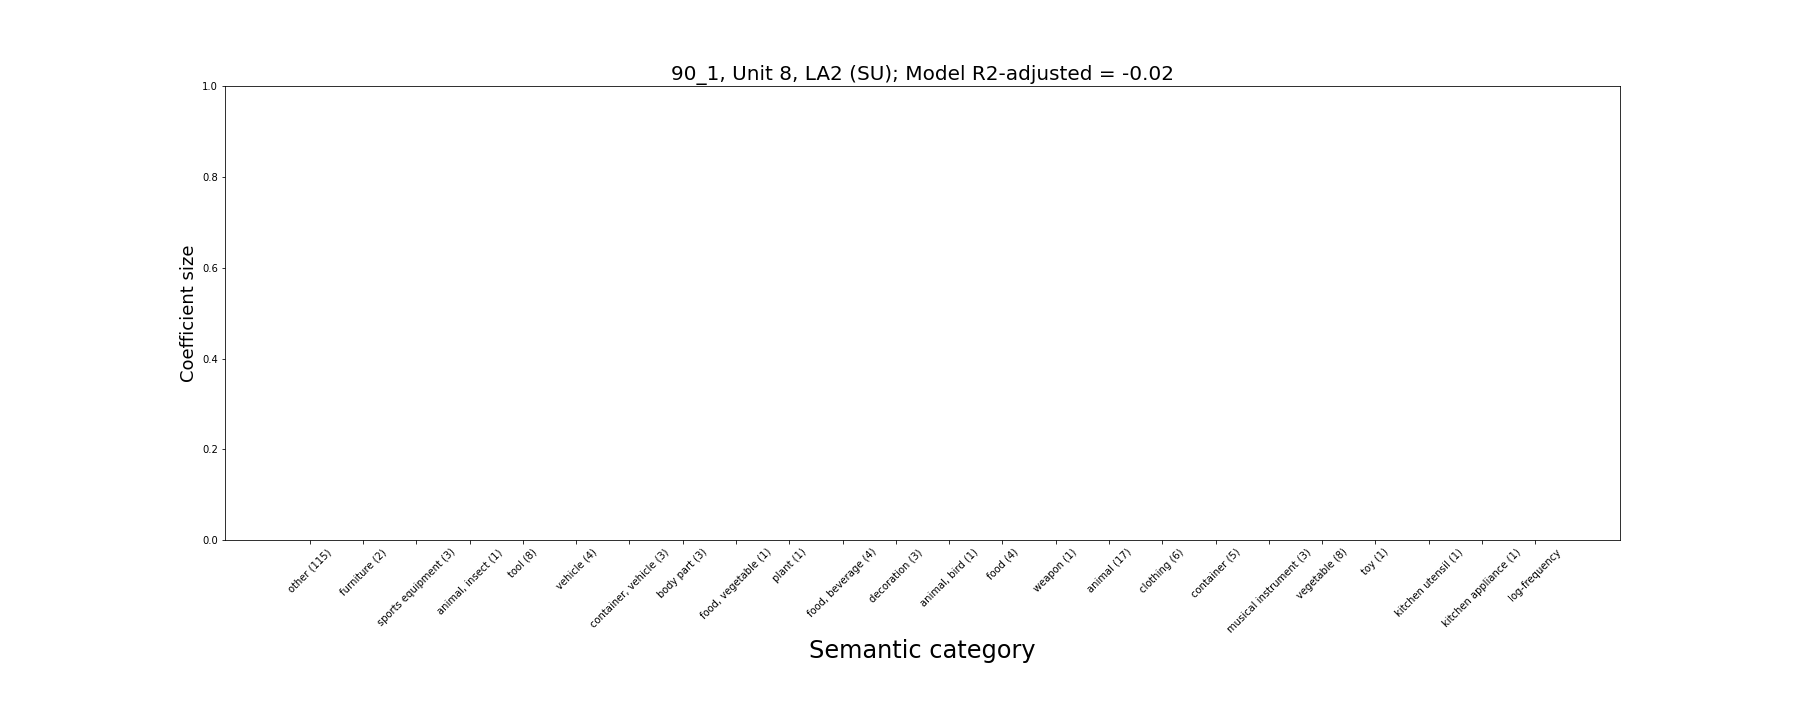 90_1, Unit 8, LA2 (SU); Model R2-adjusted = -0.02
1.0
0.8
0.6
0.4
0.2
0.0
Coefficient size
other (115)
furniture (2)
sports equipment (3)
animal, insect (1)
tool (8)
vehicle (4)
container, vehicle (3)
body part (3)
food, vegetable (1)
plant (1)
food, beverage (4)
decoration (3)
animal, bird (1)
food (4)
weapon (1)
animal (17)
clothing (6)
container (5)
musical instrument (3)
vegetable (8)
toy (1)
kitchen utensil (1)
kitchen appliance (1)
log-frequency
Semantic category